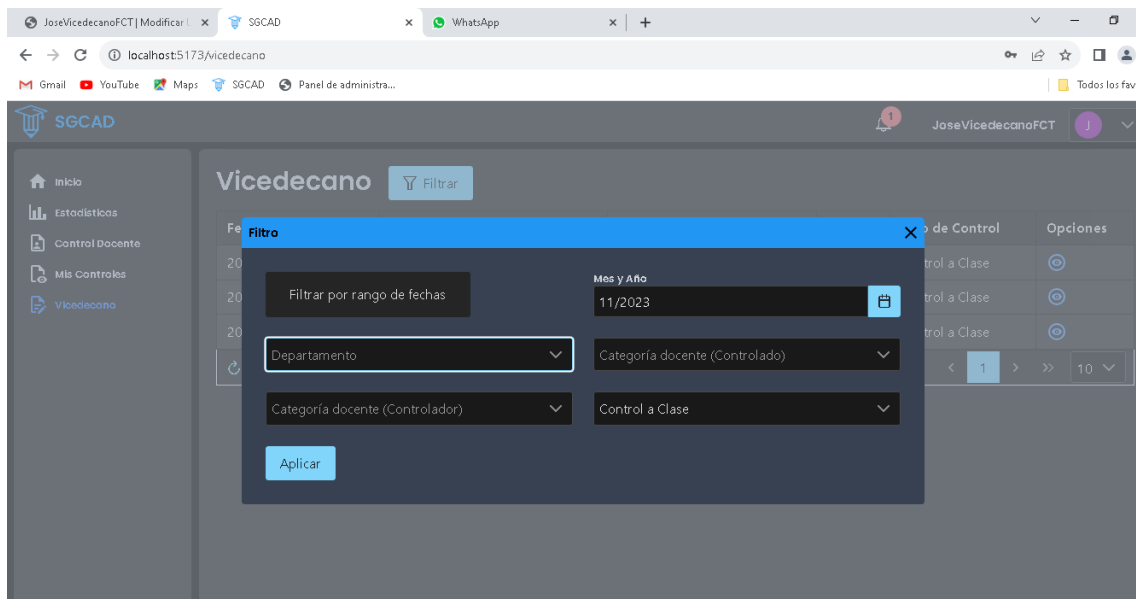 JoseVicedecanoFCT | Modificar
SGCAD
WhatsApp
localhost:5173/vicedecano
Gmail
YouTube
Maps
SGCAD
Panel de administra...
Todos los fav
SGCAD
1
JoseVicedecanoFCT
J
Inicio
Estadísticas
Control Docente
Mis Controles
Vicedecano
Vicedecano
Filtrar
Fe
o de Control
Opciones
20
trol a Clase
20
trol a Clase
20
trol a Clase
1
10
Filtro
Filtrar por rango de fechas
Mes y Año
11/2023
Departamento
Categoría docente (Controlado)
Categoría docente (Controlador)
Control a Clase
Aplicar